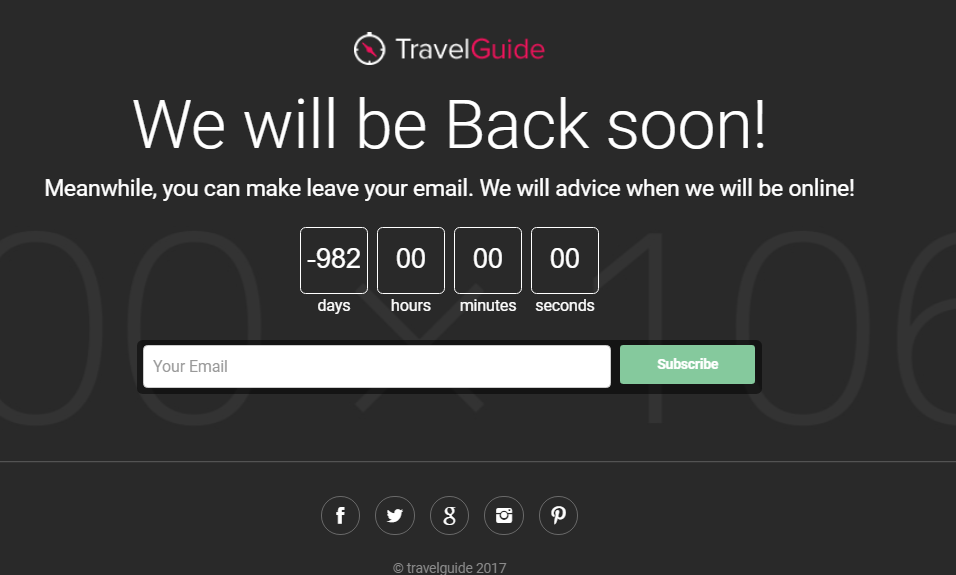 TravelGuide
We will be Back soon!
Meanwhile, you can make leave your email. We will advice when we will be online!
-982 00 00 00
days hours minutes seconds
Your Email Subscribe
© travelguide 2017